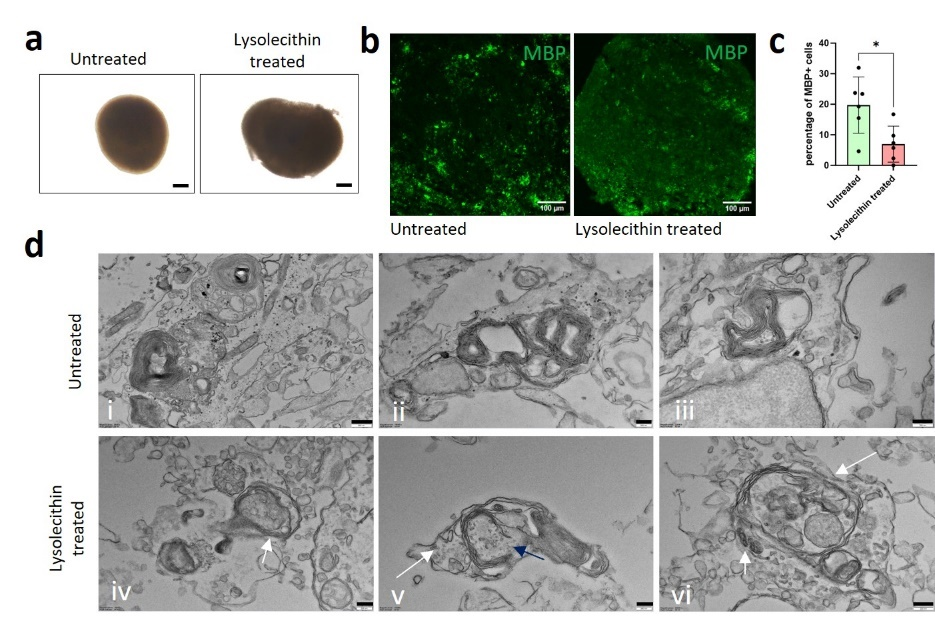 a
Untreated
Lysolecithin
treated
b
MBP
MBP
100 µm
100 µm
Untreated
Lysolecithin treated
c
percentage of MBP+ cells
40
30
20
10
0
*
Untreated
Lysolecithin treated
d
Untreated
i
ii
iii
Lysolecithin
treated
iv
v
vi